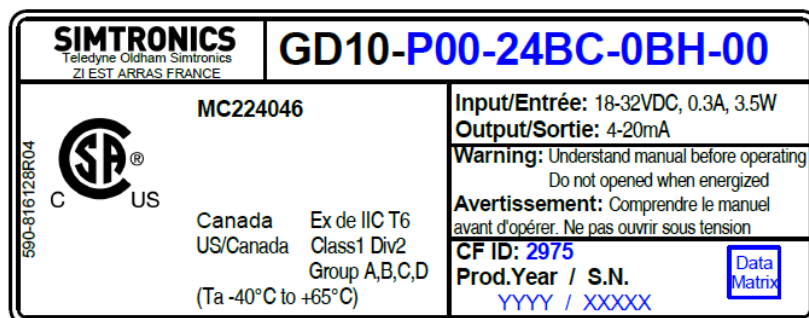 SIMTRONICS
Teledyne Oldham Simtronics
ZI EST ARRAS FRANCE
GD10-P00-24BC-0BH-00
590-816128R04
MC224046
SA ®
C US
Canada Ex de IIC T6
US/Canada Class1 Div2
Group A,B,C,D
(Ta -40°C to +65°C)
Input/Entrée: 18-32VDC, 0.3A, 3.5W
Output/Sortie: 4-20mA
Warning: Understand manual before operating
Do not opened when energized
Avertissement: Comprendre le manuel
avant d'opérer. Ne pas ouvrir sous tension
CF ID: 2975
Prod.Year / S.N.
YYYY / XXXXX
Data
Matrix